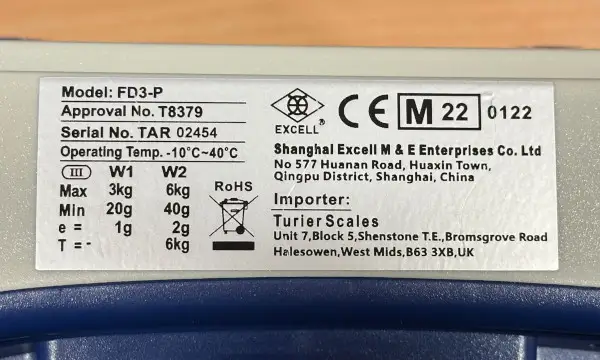 Model: FD3-P
Approval No. T8379
Serial No. TAR 02454
Operating Temp. -10°C~40°C
III W1 W2
Max 3kg 6kg
Min 20g 40g
e = 1g 2g
T = - 6kg
RoHS
EXCELL®
CE M 22 0122
Shanghai Excell M & E Enterprises Co. Ltd
No 577 Huanan Road, Huaxin Town,
Qingpu District, Shanghai, China
Importer:
Turier Scales
Unit 7,Block 5,Shenstone T.E.,Bromsgrove Road
Halesowen,West Mids,B63 3XB,UK